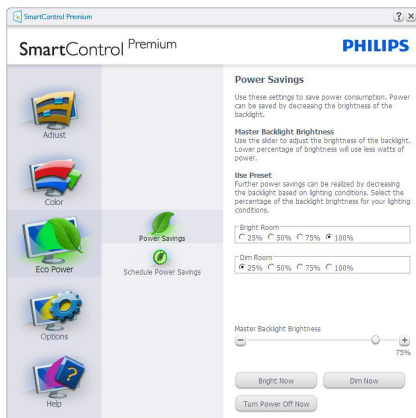 SmartControl Premium
? x
SmartControl Premium
PHILIPS
Adjust
Color
Eco Power
Options
Help
Power Savings
Schedule Power Savings
Power Savings
Use these settings to save power consumption. Power
can be saved by decreasing the brightness of the
backlight.
Master Backlight Brightness
Use the slider to adjust the brightness of the backlight.
Lower percentage of brightness will use less watts of
power.
Use Preset
Further power savings can be realized by decreasing
the backlight based on lighting conditions. Select the
percentage of the backlight brightness for your lighting
conditions.
Bright Room
25% 50% 75% 100%
Dim Room
25% 50% 75% 100%
Master Backlight Brightness
75%
Bright Now Dim Now
Turn Power Off Now